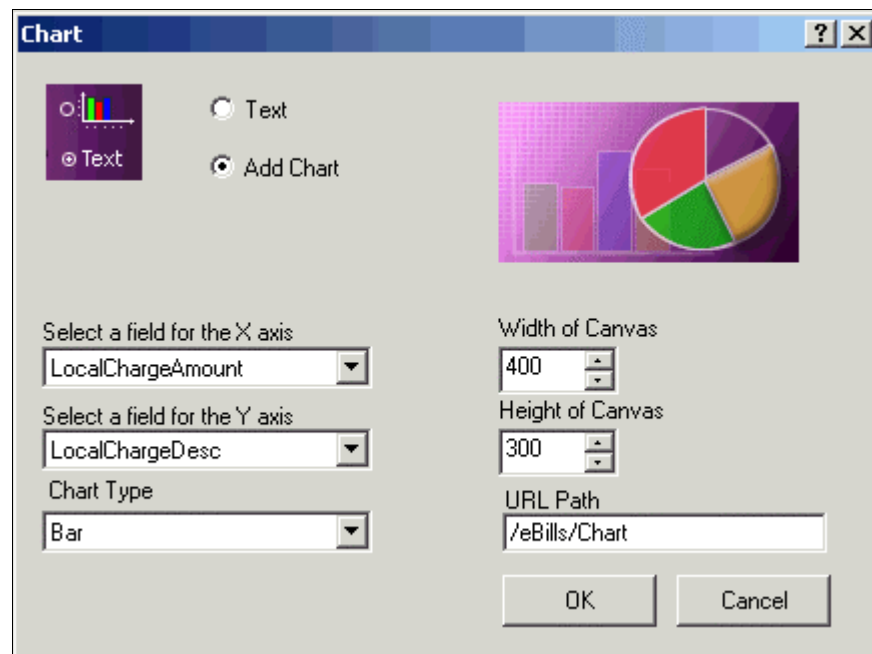 Chart
Text
Text
Add Chart
Select a field for the X axis
LocalChargeAmount
Select a field for the Y axis
LocalChargeDesc
Chart Type
Bar
Width of Canvas
400
Height of Canvas
300
URL Path
/eBills/Chart
OK
Cancel